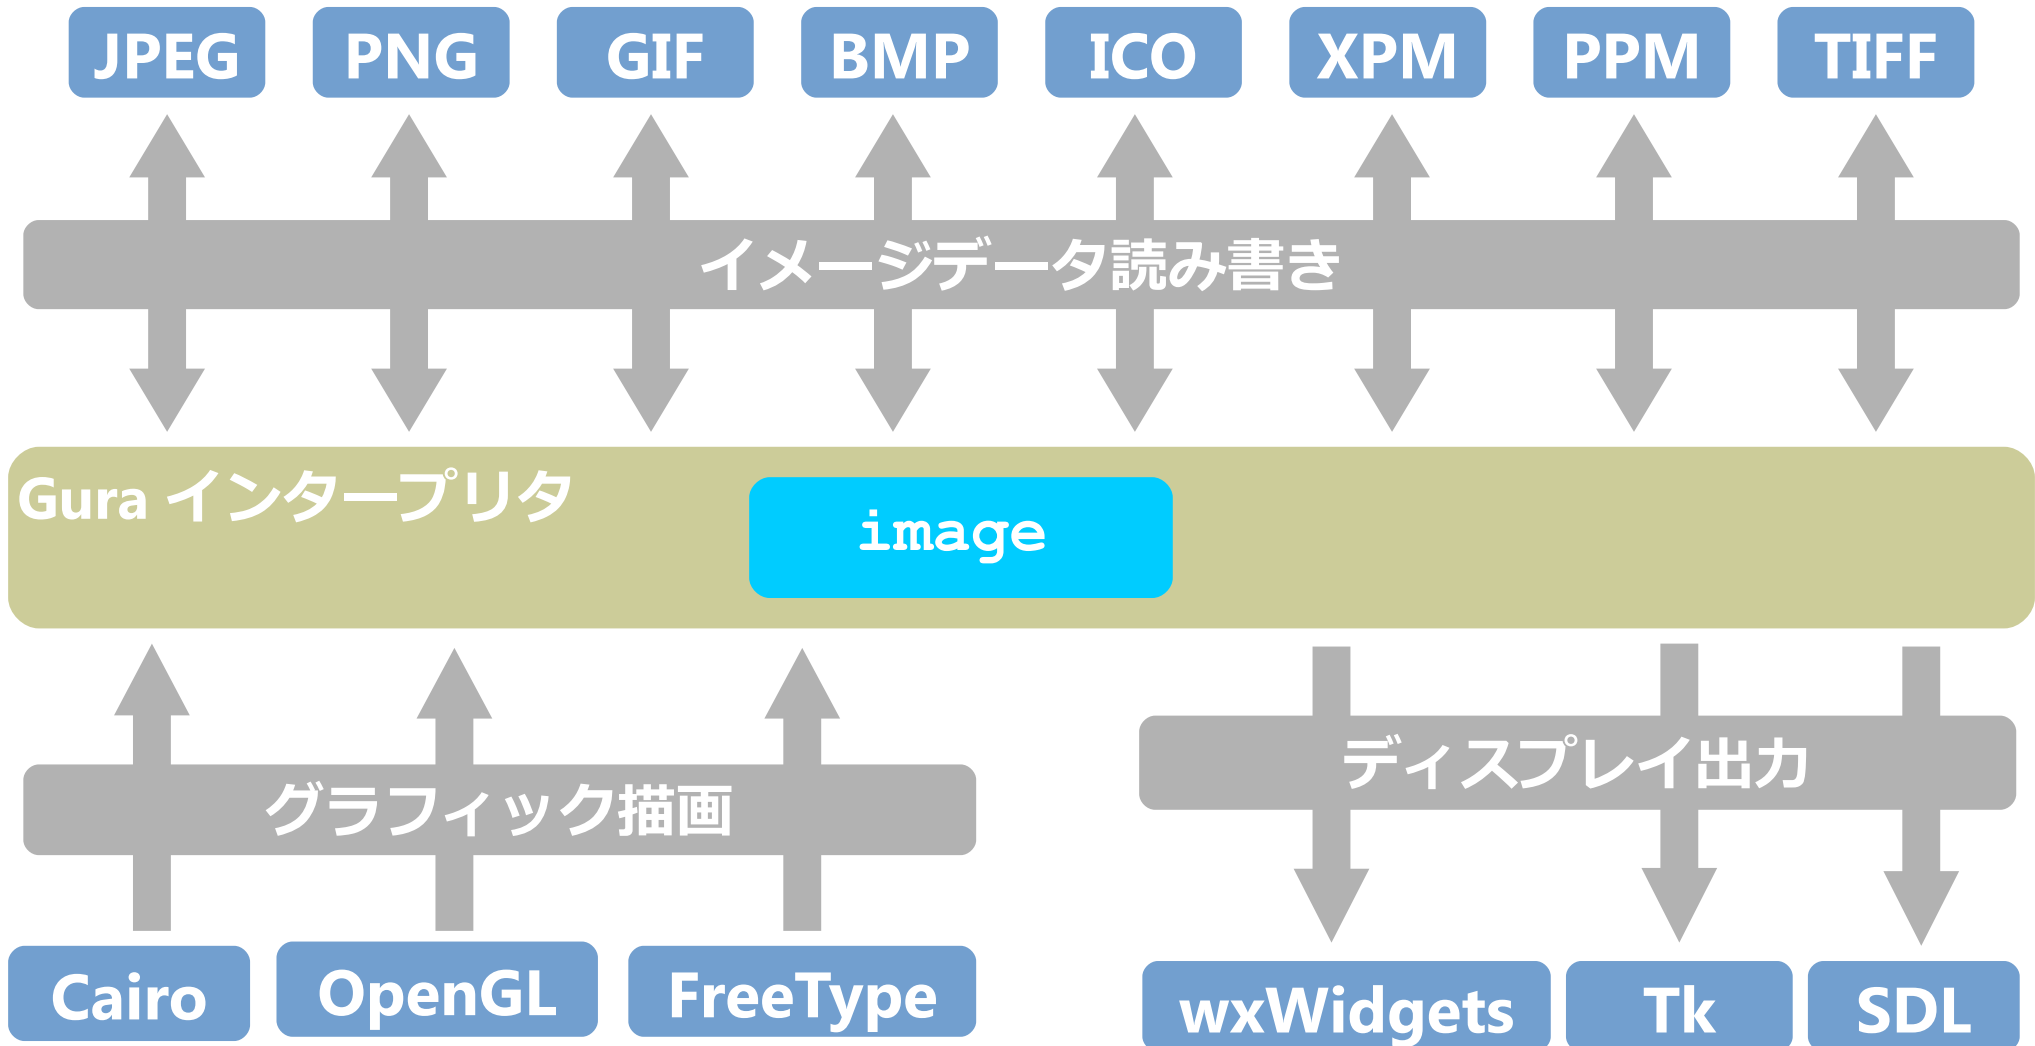 JPEG PNG GIF BMP ICO XPM PPM TIFF
イメージデータ読み書き
Gura インタープリタ
image
グラフィック描画
ディスプレイ出力
Cairo OpenGL FreeType
wxWidgets Tk SDL